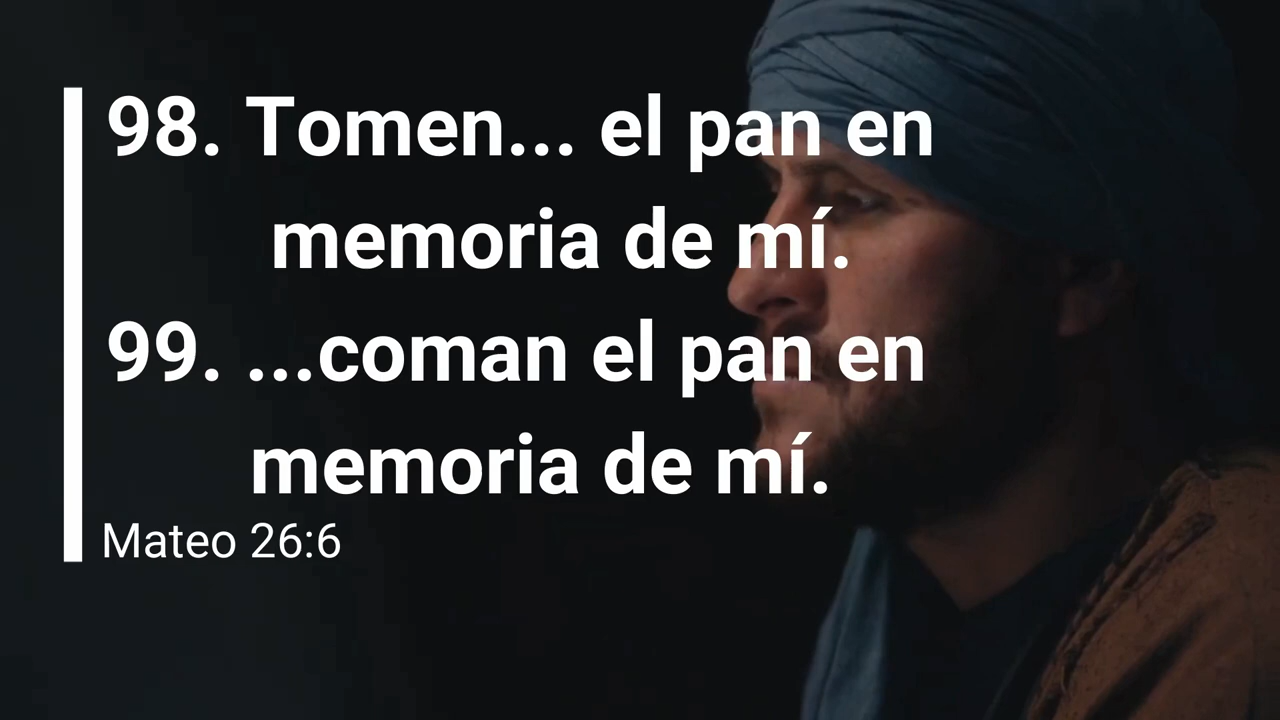 98. Tomen... el pan en
memoria de mí.
99. ...coman el pan en
memoria de mí.
Mateo 26:6